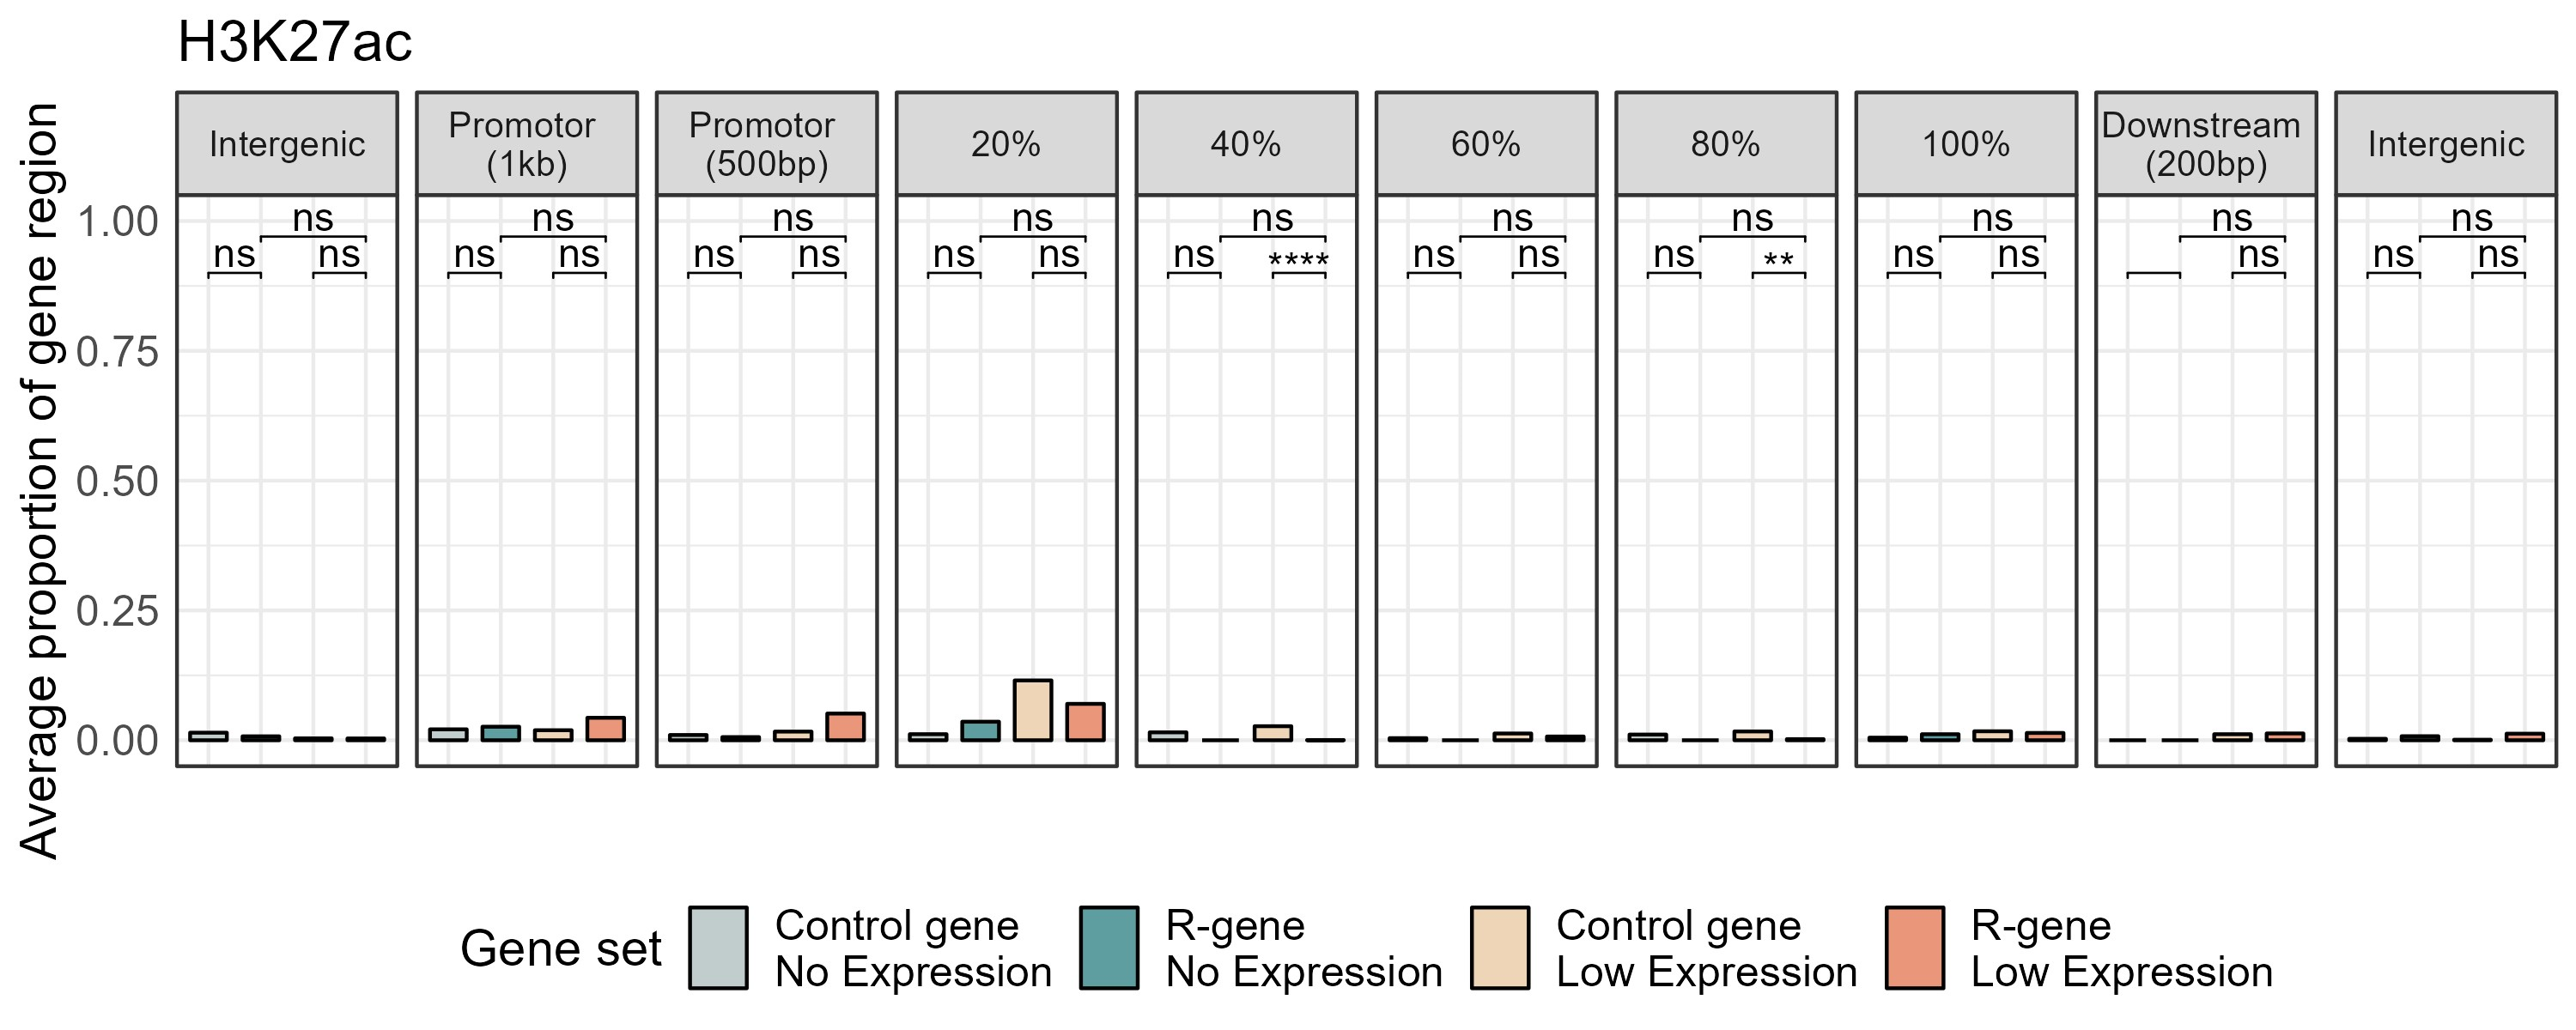 H3K27ac
Average proportion of gene region
Intergenic
Promotor
(1kb)
Promotor
(500bp)
20%
40%
60%
80%
100%
Downstream
(200bp)
Intergenic
1.00
0.75
0.50
0.25
0.00
ns
ns ns
ns
ns ns
ns
ns ns
ns
ns ns
ns
ns ****
ns
ns ns
ns
ns **
ns
ns ns
ns
ns
ns
ns ns
Gene set
Control gene
No Expression
R-gene
No Expression
Control gene
Low Expression
R-gene
Low Expression